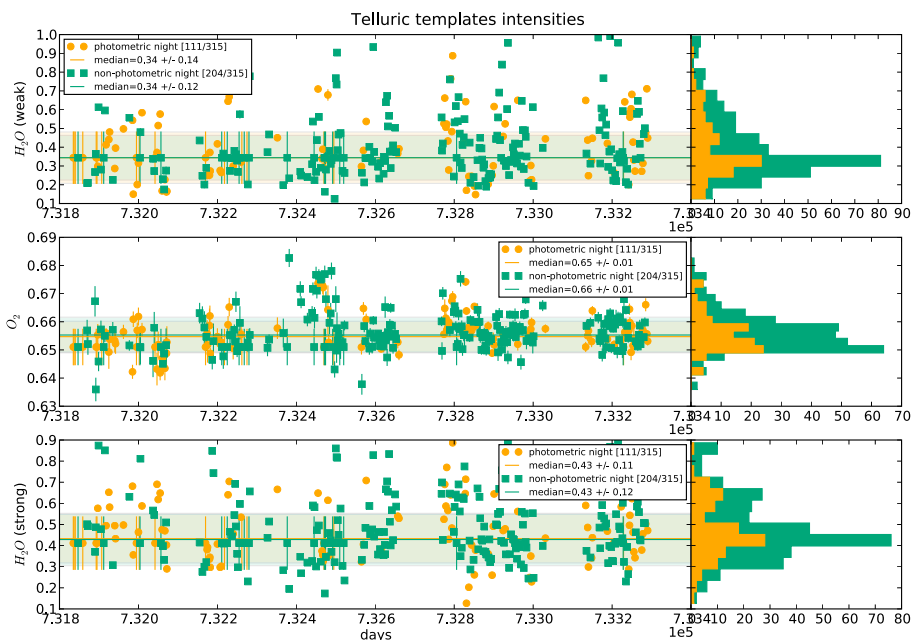 Telluric templates intensities
H₂O (weak)
1.0
0.9
0.8
0.7
0.6
0.5
0.4
0.3
0.2
0.1
photometric night [111/315]
median=0.34 +/- 0.14
non-photometric night [204/315]
median=0.34 +/- 0.12
7.318 7.320 7.322 7.324 7.326 7.328 7.330 7.332 7.334
1e5
10 20 30 40 50 60 70 80 90
O₂
0.69
0.68
0.67
0.66
0.65
0.64
0.63
photometric night [111/315]
median=0.65 +/- 0.01
non-photometric night [204/315]
median=0.66 +/- 0.01
7.318 7.320 7.322 7.324 7.326 7.328 7.330 7.332 7.334
1e5
10 20 30 40 50 60 70
H₂O (strong)
0.9
0.8
0.7
0.6
0.5
0.4
0.3
0.2
0.1
photometric night [111/315]
median=0.43 +/- 0.11
non-photometric night [204/315]
median=0.43 +/- 0.12
7.318 7.320 7.322 7.324 7.326 7.328 7.330 7.332 7.334
days
1e5
10 20 30 40 50 60 70 80